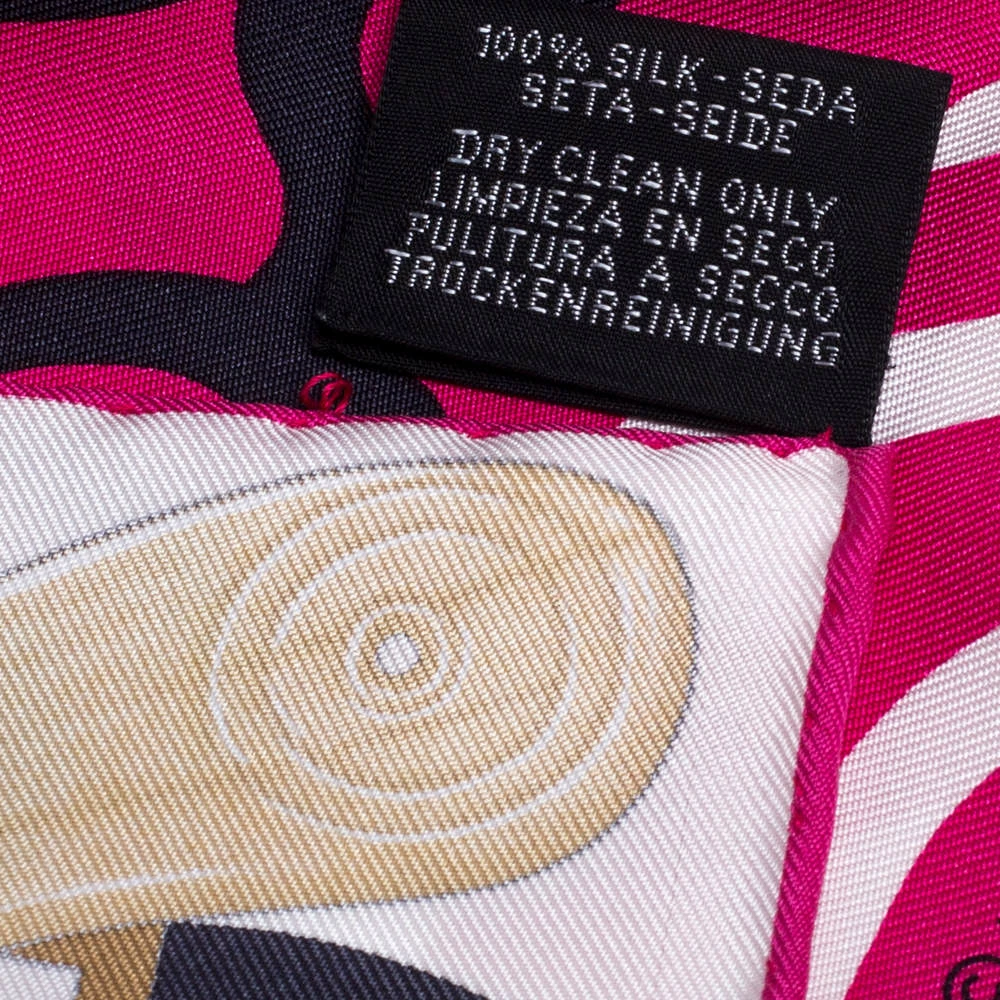 100% SILK - SEDA
SETA - SEIDE
DRY CLEAN ONLY
LIMPIEZA EN SECO
PULITURA A SECCO
TROCKENREINIGUNG
©